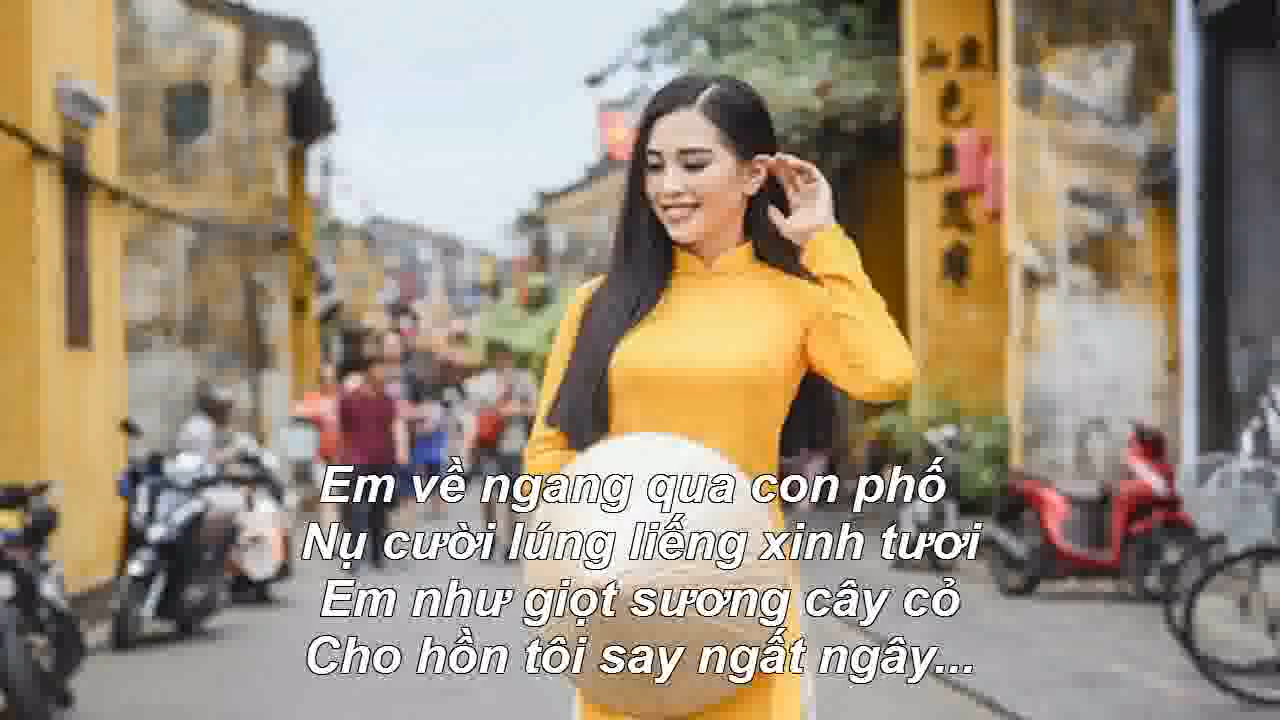 Em về ngang qua con phố
Nụ cười lúng liếng xinh tươi
Em như giọt sương cây cỏ
Cho hồn tôi say ngất ngây...